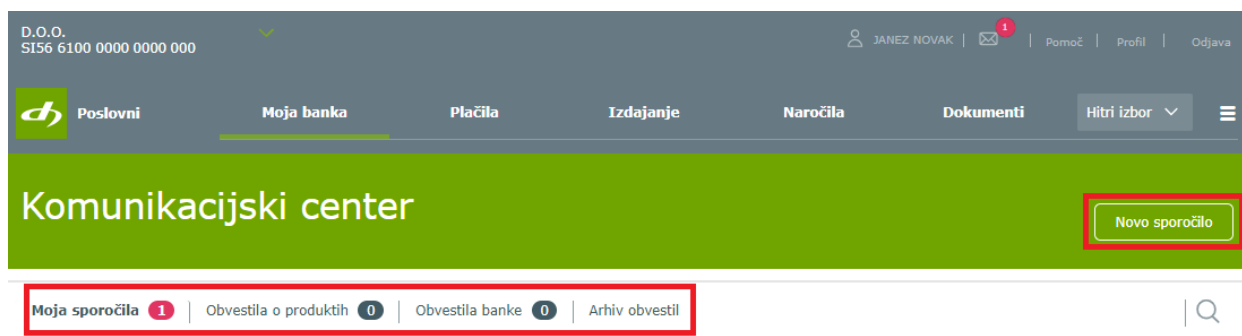 D.O.O.
SI56 6100 0000 0000 000
JANEZ NOVAK | 1 | Pomoč | Profil | Odjava
dh Poslovni Moja banka Plačila Izdajanje Naročila Dokumenti Hitri izbor
Komunikacijski center
Novo sporočilo
Moja sporočila 1 | Obvestila o produktih 0 | Obvestila banke 0 | Arhiv obvestil